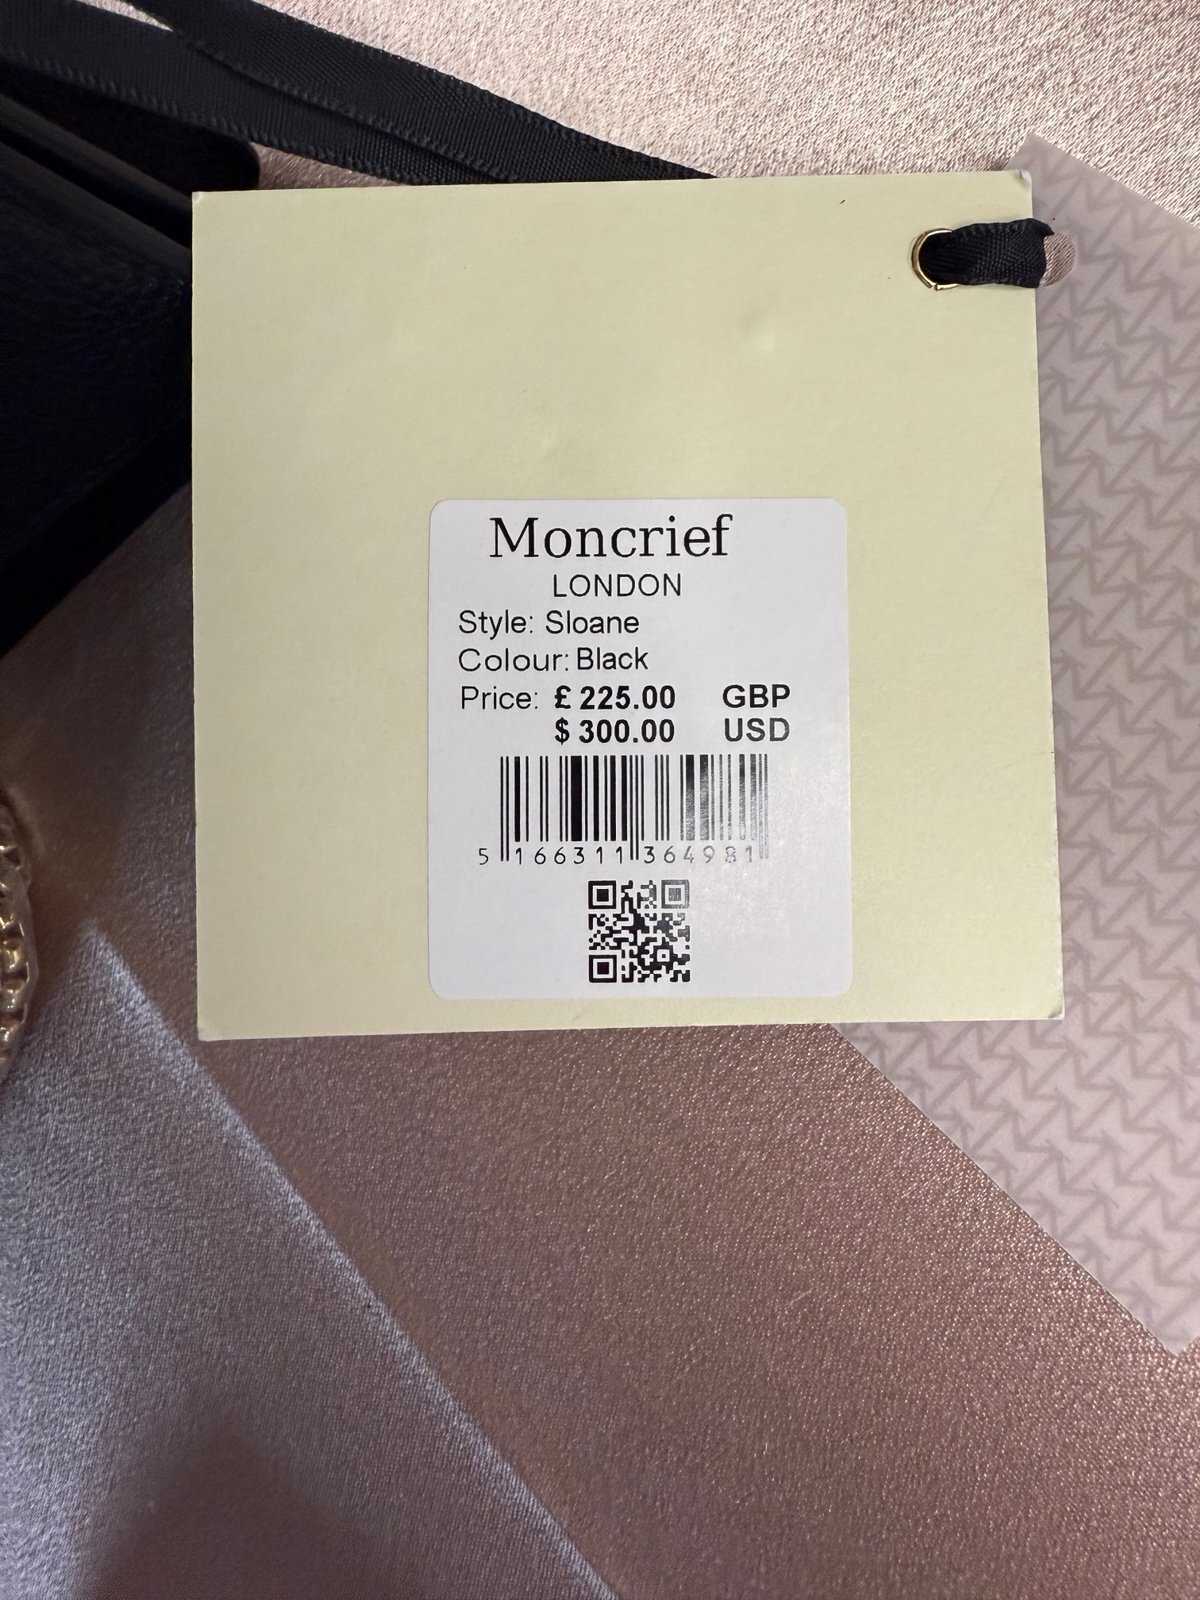 Moncrief
LONDON
Style: Sloane
Colour: Black
Price: £ 225.00 GBP
$ 300.00 USD
5 166311 364981